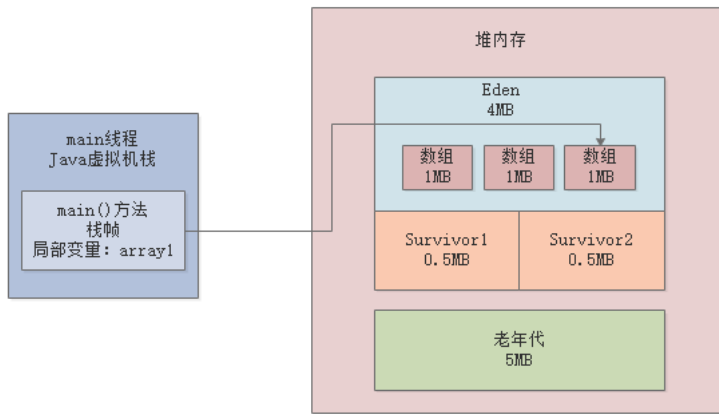 堆内存
Eden
4MB
数组
1MB
数组
1MB
数组
1MB
main线程
Java虚拟机栈
main()方法
栈帧
局部变量：array1
Survivor1
0.5MB
Survivor2
0.5MB
老年代
5MB